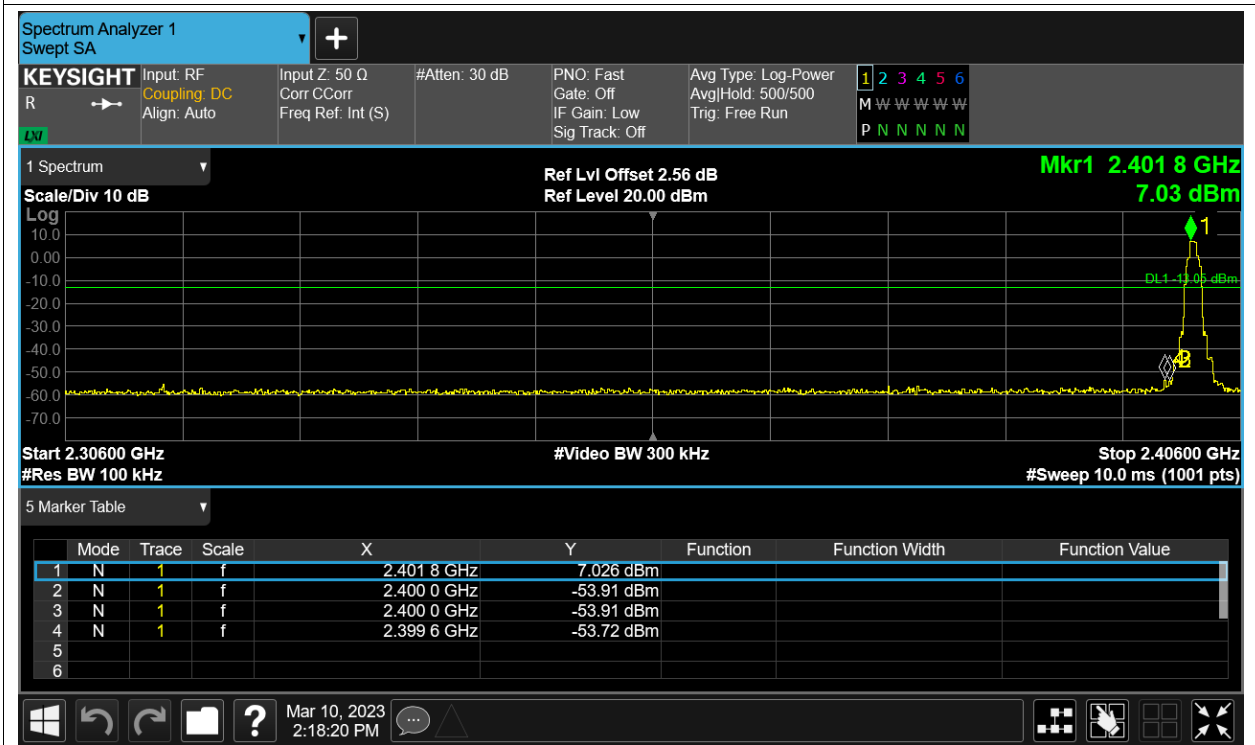 Spectrum Analyzer 1
Swept SA
+
KEYSIGHT Input: RF Input Z: 50 Ω #Atten: 30 dB PNO: Fast Avg Type: Log-Power 1 2 3 4 5 6
R Coupling: DC Corr CCorr Gate: Off Avg|Hold: 500/500 M W W W W W
Align: Auto Freq Ref: Int (S) IF Gain: Low Trig: Free Run
LXI Sig Track: Off P N N N N N
1 Spectrum Ref Lvl Offset 2.56 dB Mkr1 2.401 8 GHz
Scale/Div 10 dB Ref Level 20.00 dBm 7.03 dBm
Log
1
10.0
0.00
-10.0 DL1 -13.05 dBm
-20.0
-30.0
-40.0
-50.0
-60.0
-70.0
Start 2.30600 GHz #Video BW 300 kHz Stop 2.40600 GHz
#Res BW 100 kHz #Sweep 10.0 ms (1001 pts)
5 Marker Table
Mode Trace Scale X Y Function Function Width Function Value
1 N 1 f 2.401 8 GHz 7.026 dBm
2 N 1 f 2.400 0 GHz -53.91 dBm
3 N 1 f 2.400 0 GHz -53.91 dBm
4 N 1 f 2.399 6 GHz -53.72 dBm
5
6
? Mar 10, 2023
2:18:20 PM